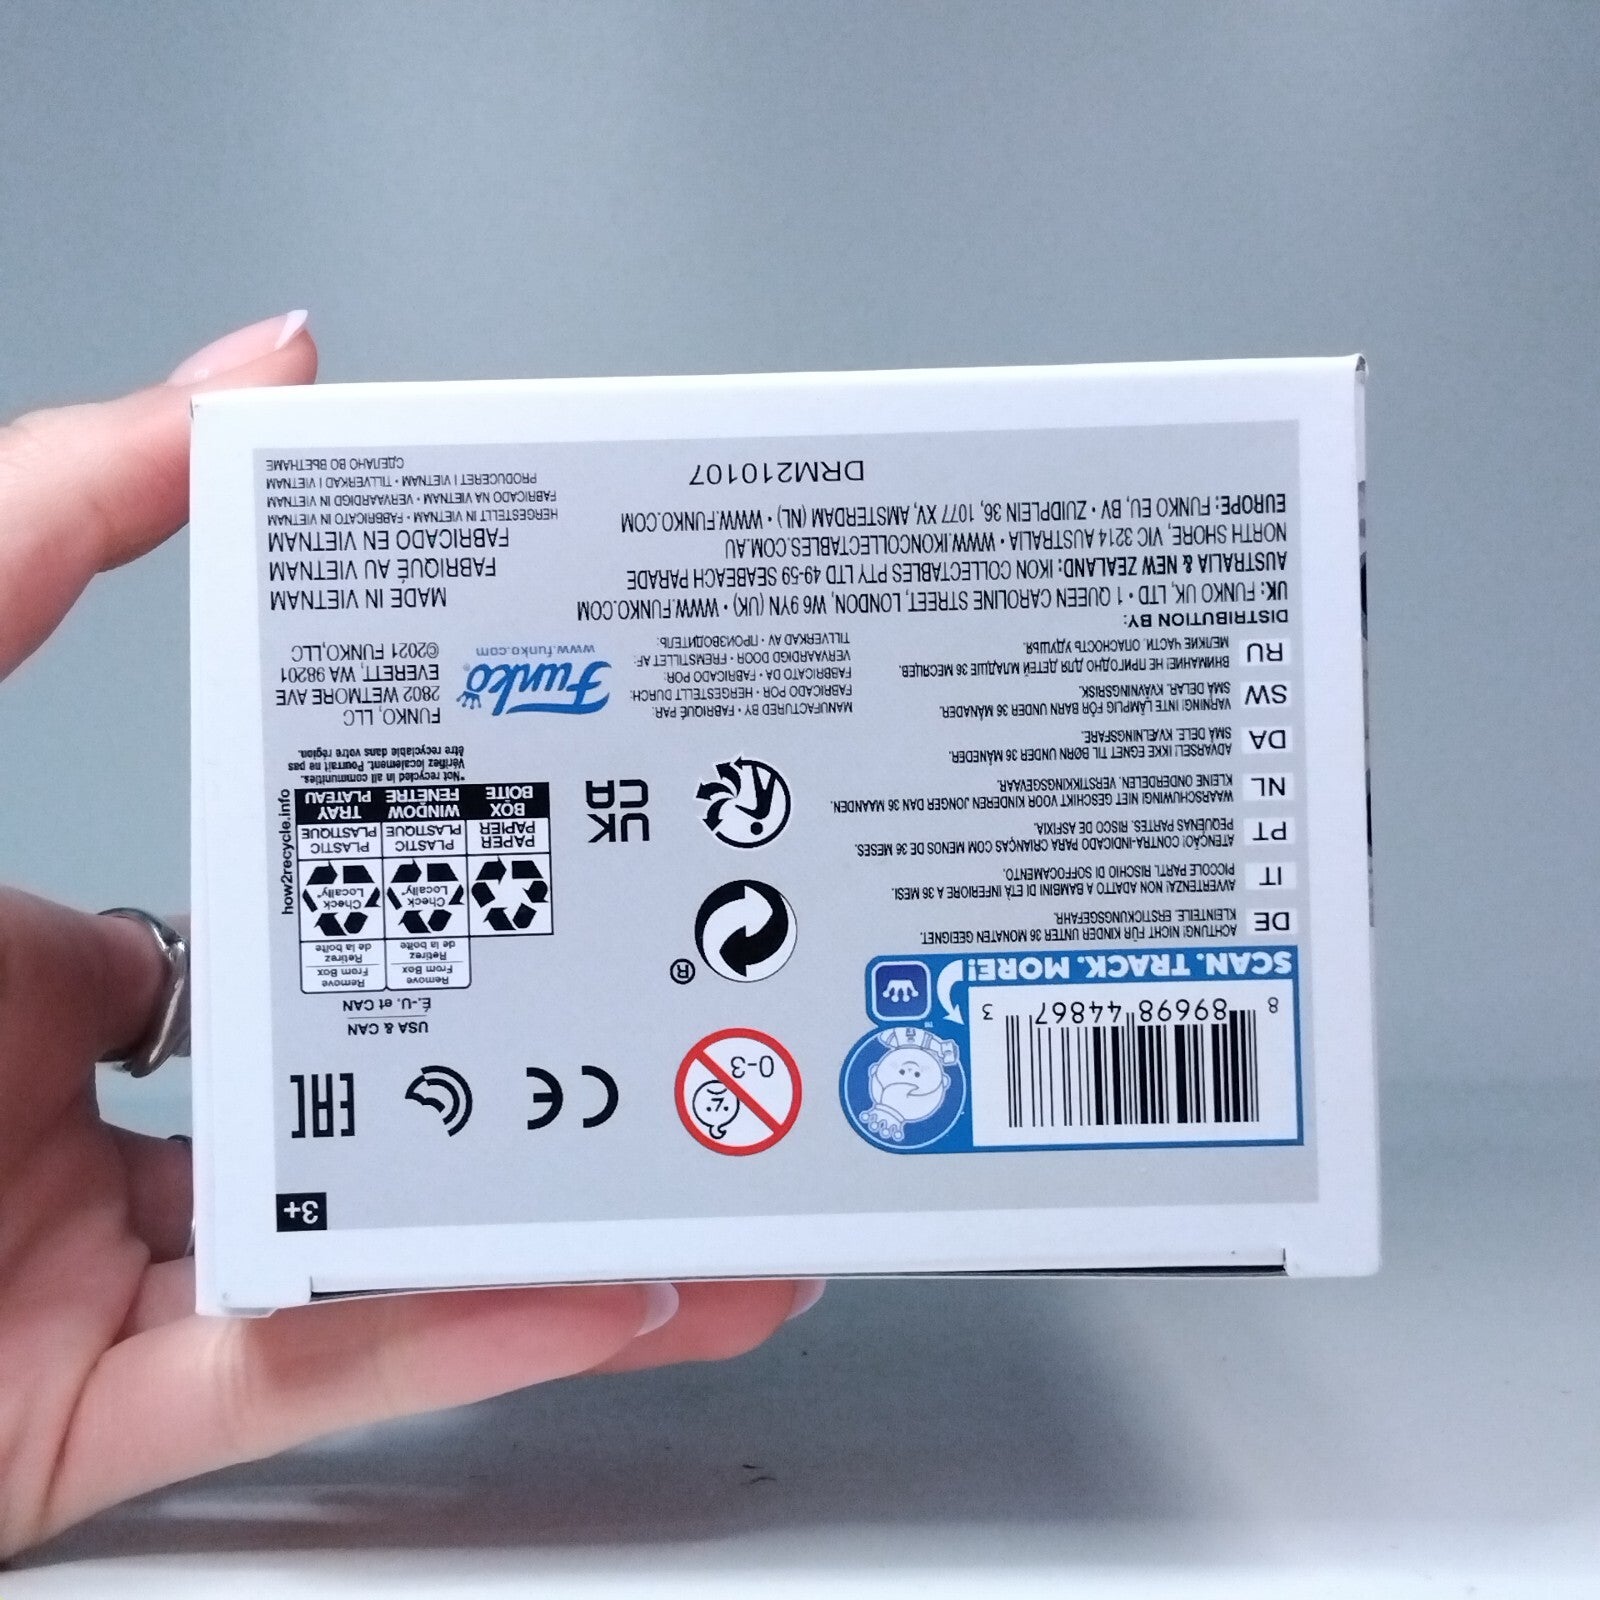 3+
8 89698 44867 3
SCAN. TRACK. MORE!
™
0-3
CE
EAC
DE
ACHTUNG! NICHT FÜR KINDER UNTER 36 MONATEN GEEIGNET.
KLEINTEILE. ERSTICKUNGSGEFAHR.
IT
AVVERTENZA! NON ADATTO A BAMBINI DI ETÀ INFERIORE A 36 MESI.
PICCOLE PARTI. RISCHIO DI SOFFOCAMENTO.
PT
ATENÇÃO! CONTRA-INDICADO PARA CRIANÇAS COM MENOS DE 36 MESES.
PEQUENAS PARTES. RISCO DE ASFIXIA.
NL
WAARSCHUWING! NIET GESCHIKT VOOR KINDEREN JONGER DAN 36 MAANDEN.
KLEINE ONDERDELEN. VERSTIKKINGSGEVAAR.
DA
ADVARSEL! IKKE EGNET TIL BØRN UNDER 36 MÅNEDER.
SMÅ DELE. KVÆLNINGSFARE.
SW
VARNING! INTE LÄMPLIG FÖR BARN UNDER 36 MÅNADER.
SMÅ DELAR. KVÄVNINGSRISK.
RU
ВНИМАНИЕ! НЕ ПРИГОДНО ДЛЯ ДЕТЕЙ МЛАДШЕ 36 МЕСЯЦЕВ.
МЕЛКИЕ ЧАСТИ. ОПАСНОСТЬ УДУШЬЯ.
®
UK
CA
USA & CAN
É.-U. et CAN
Remove
From Box
Retirez
de la boîte
Remove
From Box
Retirez
de la boîte
Check
Locally*
Check
Locally*
PAPER
PAPIER
PLASTIC
PLASTIQUE
PLASTIC
PLASTIQUE
BOX
BOÎTE
WINDOW
FENÊTRE
TRAY
PLATEAU
how2recycle.info
*Not recycled in all communities.
Vérifiez localement. Pourrait ne pas
être recyclable dans votre région.
MANUFACTURED BY • FABRIQUÉ PAR:
FABRICADO POR • HERGESTELLT DURCH:
FABBRICATO DA • FABRICADO POR:
VERVAARDIGD DOOR • FREMSTILLET AF:
TILLVERKAD AV • ПРОИЗВОДИТЕЛЬ:
Funko®
www.funko.com
FUNKO, LLC
2802 WETMORE AVE
EVERETT, WA 98201
©2021 FUNKO,LLC
DISTRIBUTION BY:
UK: FUNKO UK, LTD • 1 QUEEN CAROLINE STREET, LONDON, W6 9YN (UK) • WWW.FUNKO.COM
AUSTRALIA & NEW ZEALAND: IKON COLLECTABLES PTY LTD 49-59 SEABEACH PARADE
NORTH SHORE, VIC 3214 AUSTRALIA • WWW.IKONCOLLECTABLES.COM.AU
EUROPE: FUNKO EU, BV • ZUIDPLEIN 36, 1077 XV, AMSTERDAM (NL) • WWW.FUNKO.COM
DRM210107
MADE IN VIETNAM
FABRIQUÉ AU VIETNAM
FABRICADO EN VIETNAM
HERGESTELLT IN VIETNAM • FABBRICATO IN VIETNAM
FABRICADO NA VIETNAM • VERVAARDIGD IN VIETNAM
PRODUCERET I VIETNAM • TILLVERKAD I VIETNAM
СДЕЛАНО ВО ВЬЕТНАМЕ